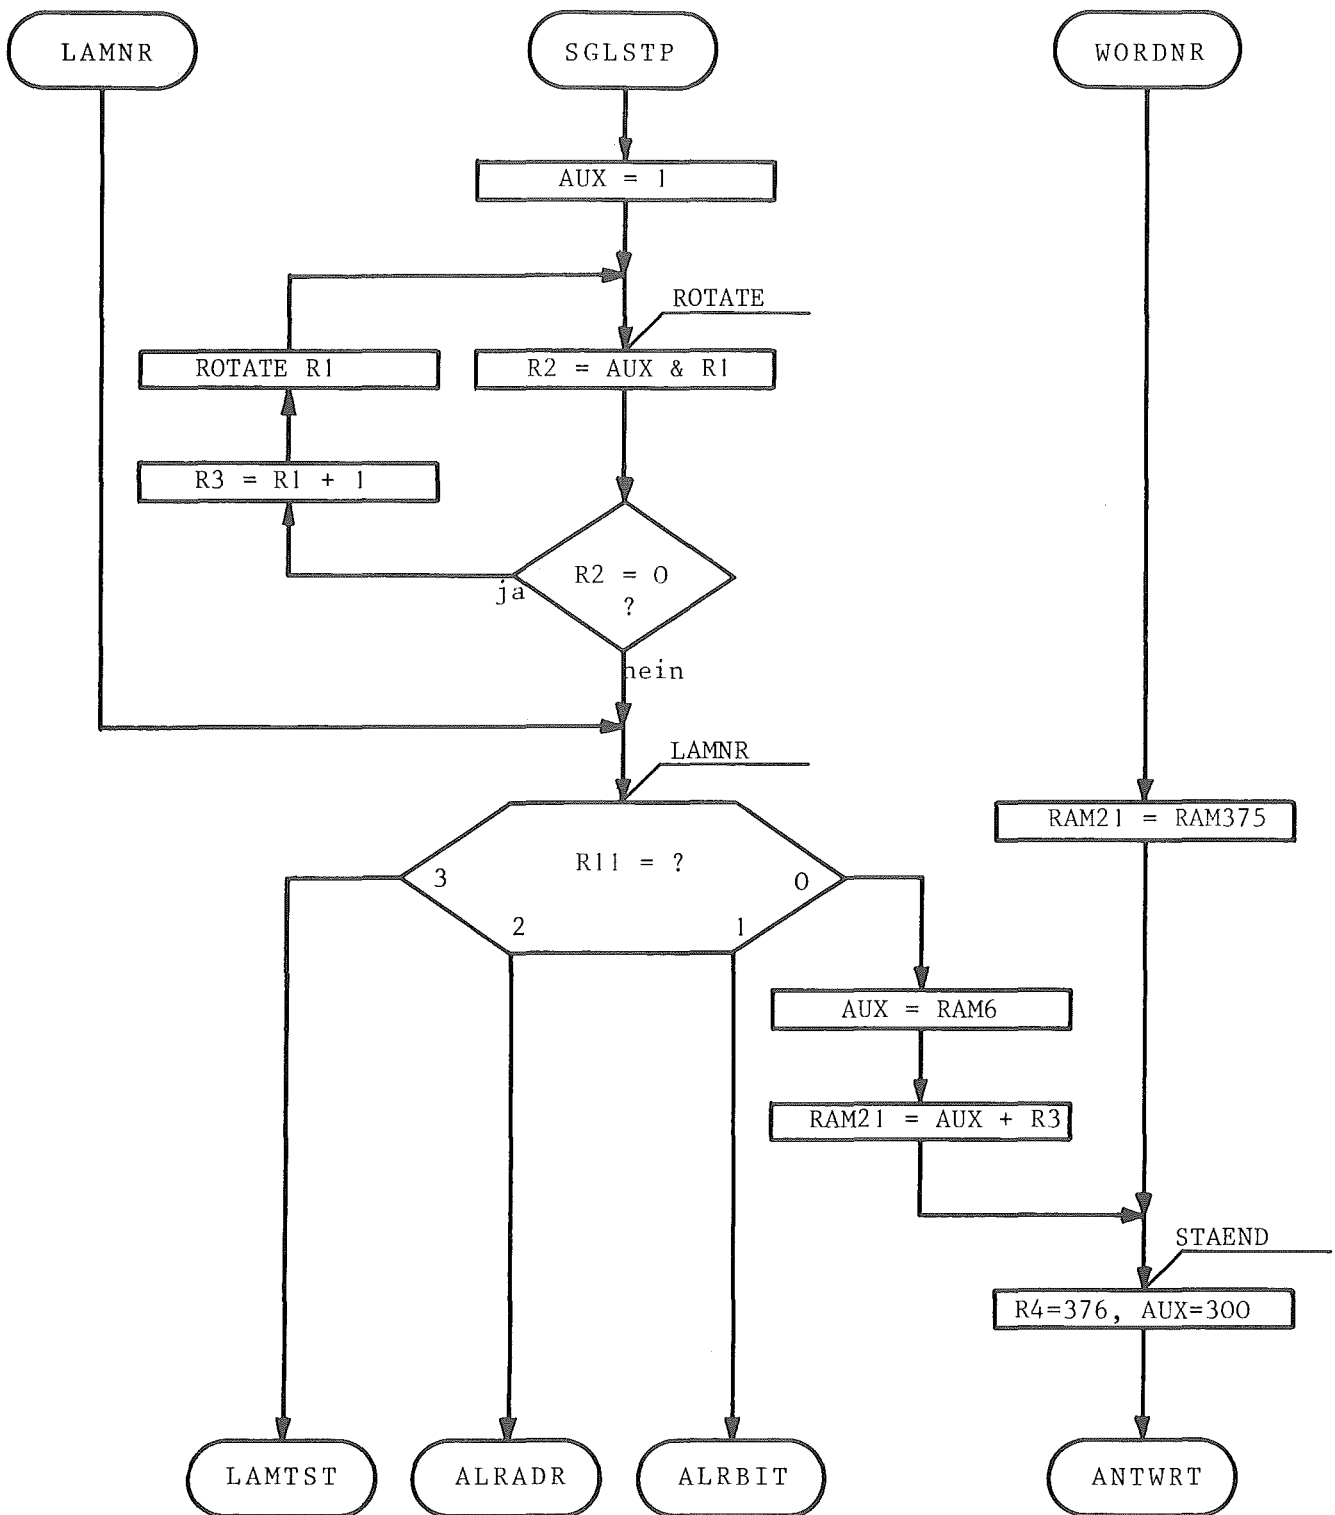 LAMNR
SGLSTP
WORDNR
AUX = 1
ROTATE
ROTATE R1
R2 = AUX & R1
R3 = R1 + 1
R2 = 0
?
ja
nein
LAMNR
RAM21 = RAM375
R11 = ?
3
0
2
1
AUX = RAM6
RAM21 = AUX + R3
STAEND
R4=376, AUX=300
LAMTST
ALRADR
ALRBIT
ANTWRT